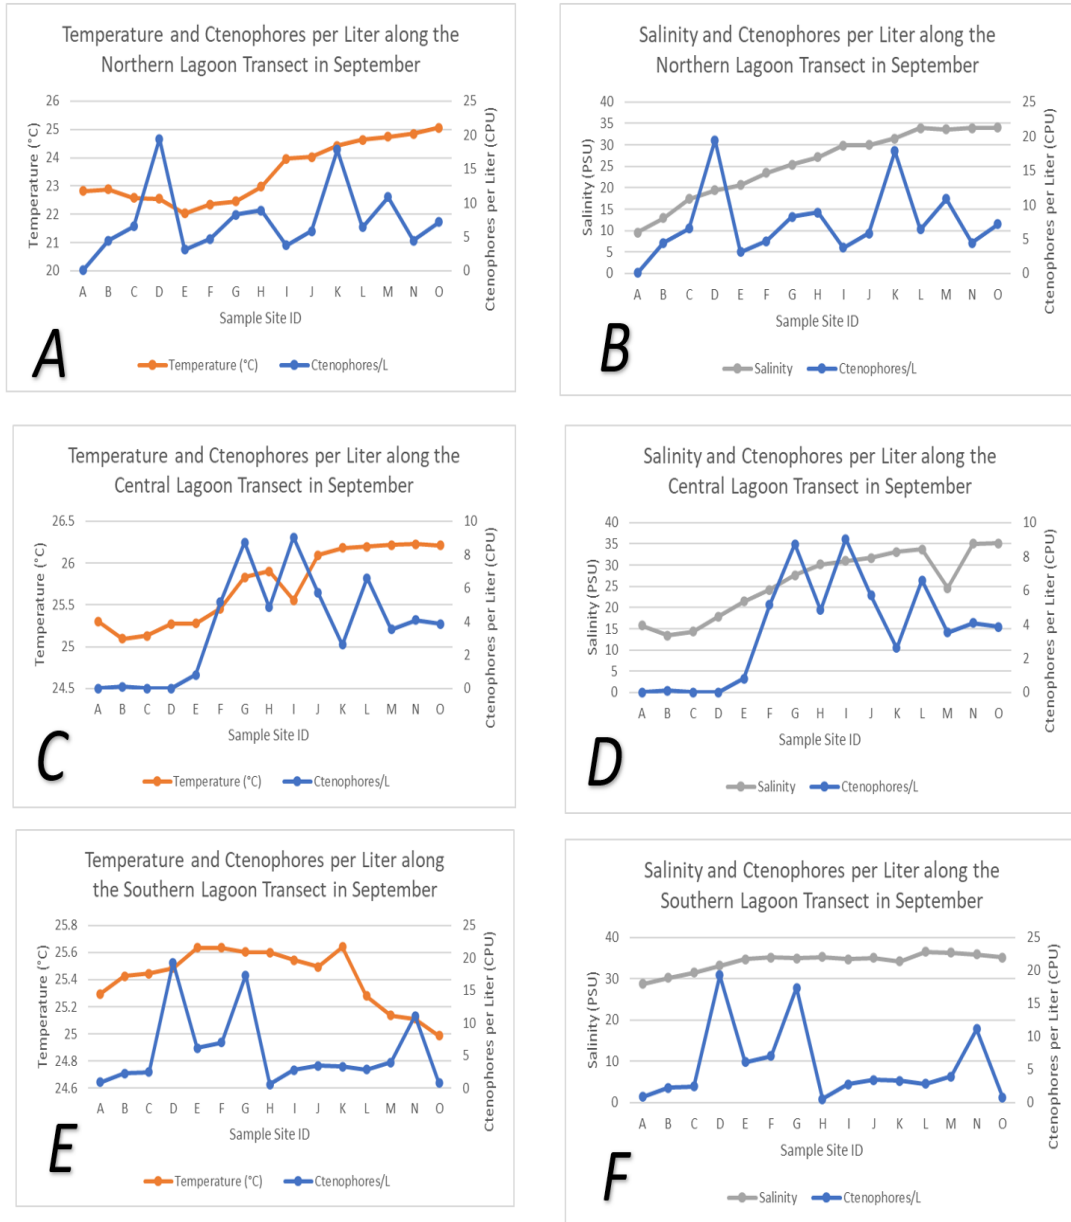 Temperature and Ctenophores per Liter along the
Northern Lagoon Transect in September
Temperature (°C)
26
25
24
23
22
21
20
25
20
15
10
5
0
Ctenophores per Liter (CPU)
A B C D E F G H I J K L M N O
Sample Site ID
Temperature (°C) Ctenophores/L
A
Salinity and Ctenophores per Liter along the
Northern Lagoon Transect in September
Salinity (PSU)
40
35
30
25
20
15
10
5
0
25
20
15
10
5
0
Ctenophores per Liter (CPU)
A B C D E F G H I J K L M N O
Sample Site ID
Salinity Ctenophores/L
B
Temperature and Ctenophores per Liter along the
Central Lagoon Transect in September
Temperature (°C)
26.5
26
25.5
25
24.5
10
8
6
4
2
0
Ctenophores per Liter (CPU)
A B C D E F G H I J K L M N O
Sample Site ID
Temperature (°C) Ctenophores/L
C
Salinity and Ctenophores per Liter along the
Central Lagoon Transect in September
Salinity (PSU)
40
35
30
25
20
15
10
5
0
10
8
6
4
2
0
Ctenophores per Liter (CPU)
A B C D E F G H I J K L M N O
Sample Site ID
Salinity Ctenophores/L
D
Temperature and Ctenophores per Liter along
the Southern Lagoon Transect in September
Temperature (°C)
25.8
25.6
25.4
25.2
25
24.8
24.6
25
20
15
10
5
0
Ctenophores per Liter (CPU)
A B C D E F G H I J K L M N O
Sample Site ID
Temperature (°C) Ctenophores/L
E
Salinity and Ctenophores per Liter along the
Southern Lagoon Transect in September
Salinity (PSU)
40
30
20
10
0
25
20
15
10
5
0
Ctenophores per Liter (CPU)
A B C D E F G H I J K L M N O
Sample Site ID
Salinity Ctenophores/L
F